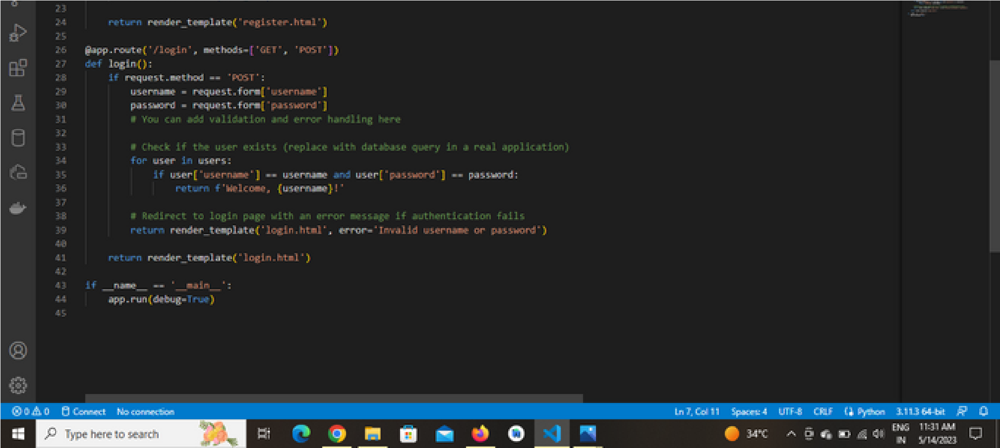 23
24 return render_template('register.html')
25
26 @app.route('/login', methods=['GET', 'POST'])
27 def login():
28 if request.method == 'POST':
29 username = request.form['username']
30 password = request.form['password']
31 # You can add validation and error handling here
32
33 # Check if the user exists (replace with database query in a real application)
34 for user in users:
35 if user['username'] == username and user['password'] == password:
36 return f'Welcome, {username}!'
37
38 # Redirect to login page with an error message if authentication fails
39 return render_template('login.html', error='Invalid username or password')
40
41 return render_template('login.html')
42
43 if __name__ == '__main__':
44 app.run(debug=True)
45
0 0 Connect No connection Ln 7, Col 11 Spaces: 4 UTF-8 CRLF Python 3.11.3 64-bit
Type here to search 34°C ENG 11:31 AM
IN 5/14/2023